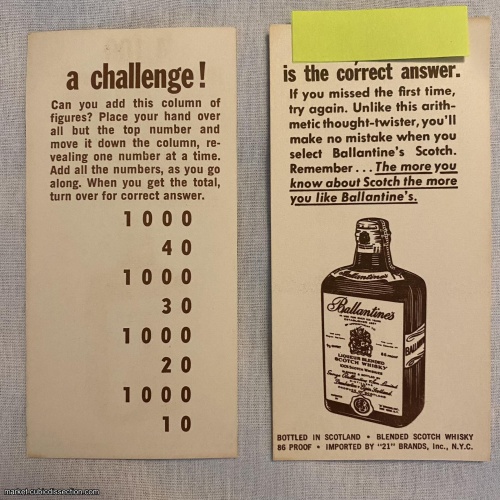 a challenge!
Can you add this column of
figures? Place your hand over
all but the top number and
move it down the column, re-
vealing one number at a time.
Add all the numbers, as you go
along. When you get the total,
turn over for correct answer.
1000
40
1000
30
1000
20
1000
10
is the correct answer.
If you missed the first time,
try again. Unlike this arith-
metic thought-twister, you'll
make no mistake when you
select Ballantine's Scotch.
Remember... The more you
know about Scotch the more
you like Ballantine's.
Ballantine's
Ballantine's
LIQUEUR BLENDED
SCOTCH WHISKY
BOTTLED IN SCOTLAND • BLENDED SCOTCH WHISKY
86 PROOF • IMPORTED BY "21" BRANDS, Inc., N.Y.C.
market.cubicdissection.com